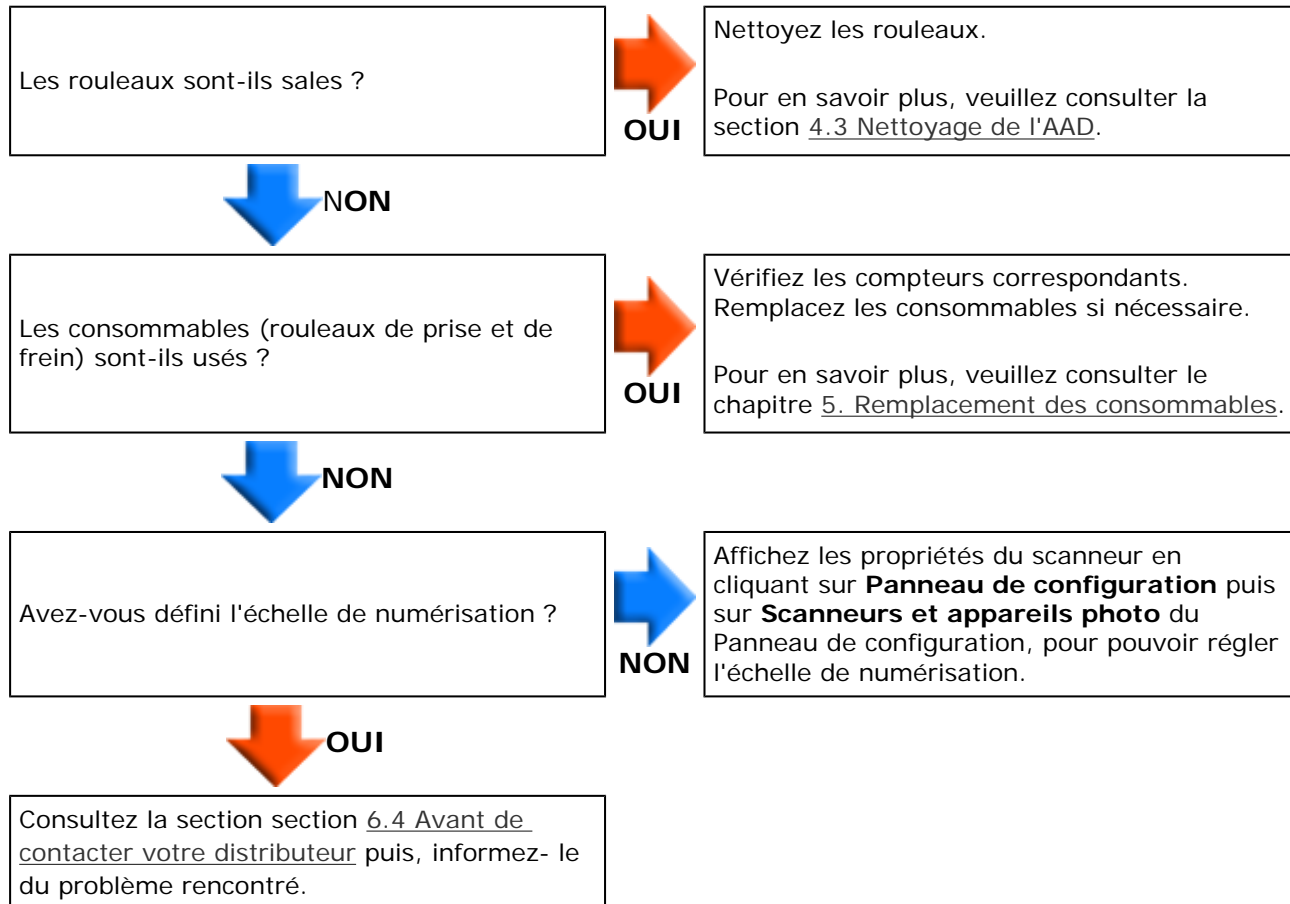 Les rouleaux sont-ils sales ?
OUI
Nettoyez les rouleaux.
Pour en savoir plus, veuillez consulter la
section 4.3 Nettoyage de l'AAD.
NON
Les consommables (rouleaux de prise et de
frein) sont-ils usés ?
OUI
Vérifiez les compteurs correspondants.
Remplacez les consommables si nécessaire.
Pour en savoir plus, veuillez consulter le
chapitre 5. Remplacement des consommables.
NON
Avez-vous défini l'échelle de numérisation ?
NON
Affichez les propriétés du scanneur en
cliquant sur Panneau de configuration puis
sur Scanneurs et appareils photo du
Panneau de configuration, pour pouvoir régler
l'échelle de numérisation.
OUI
Consultez la section section 6.4 Avant de
contacter votre distributeur puis, informez- le
du problème rencontré.